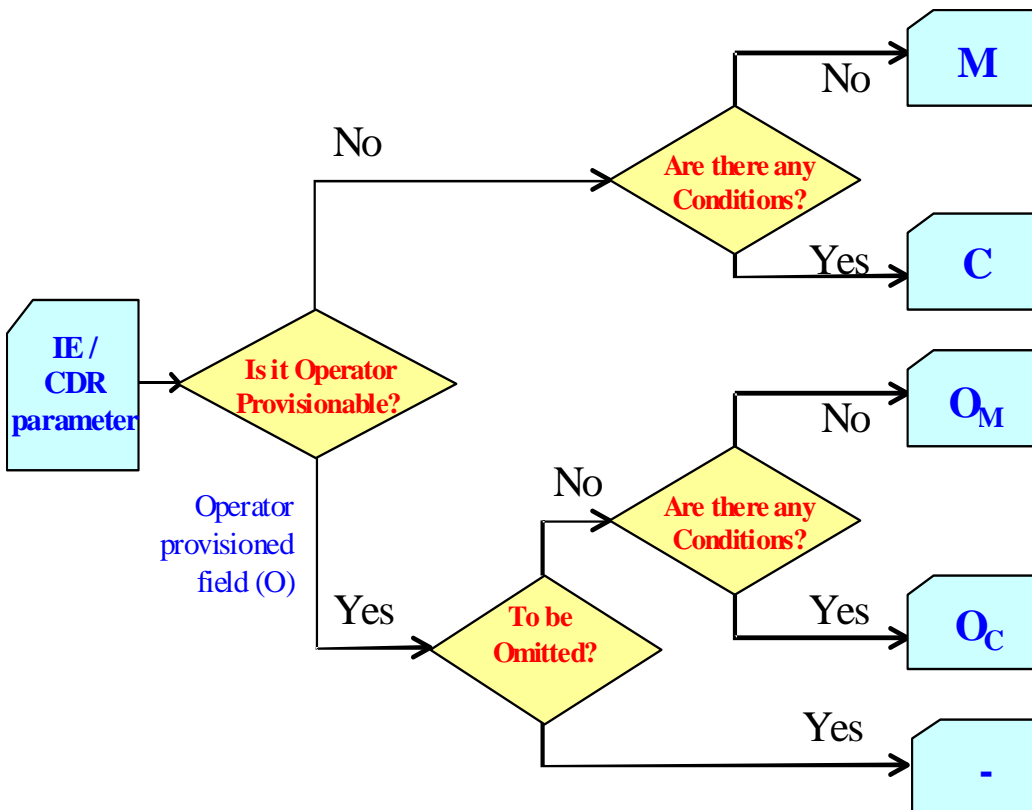 M
No
No
Are there any
Conditions?
Yes
C
IE /
CDR
parameter
Is it Operator
Provisionable?
Operator
provisioned
field (O)
Yes
To be
Omitted?
No
Are there any
Conditions?
No
OM
Yes
OC
Yes
-